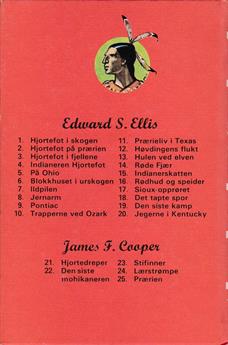 Edward S. Ellis
1. Hjortefot i skogen
2. Hjortefot på prærien
3. Hjortefot i fjellene
4. Indianeren Hjortefot
5. På Ohio
6. Blokkhuset i urskogen
7. Ildpilen
8. Jernarm
9. Pontiac
10. Trapperne ved Ozark
11. Prærieliv i Texas
12. Høvdingens flukt
13. Hulen ved elven
14. Røde Fjær
15. Indianerskatten
16. Rødhud og speider
17. Sioux-opprøret
18. Det tapte spor
19. Den siste kamp
20. Jegerne i Kentucky
James F. Cooper
21. Hjortedreper
22. Den siste
mohikaneren
23. Stifinner
24. Lærstrømpe
25. Prærien